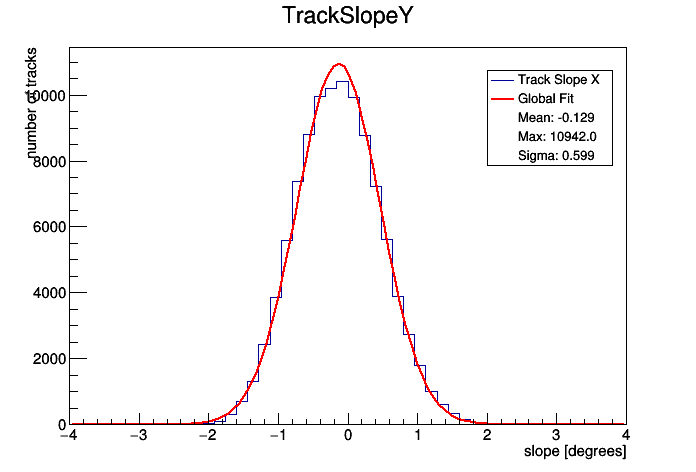 TrackSlopeY
number of tracks
10000
8000
6000
4000
2000
0
Track Slope X
Global Fit
Mean: -0.129
Max: 10942.0
Sigma: 0.599
−4 −3 −2 −1 0 1 2 3 4
slope [degrees]